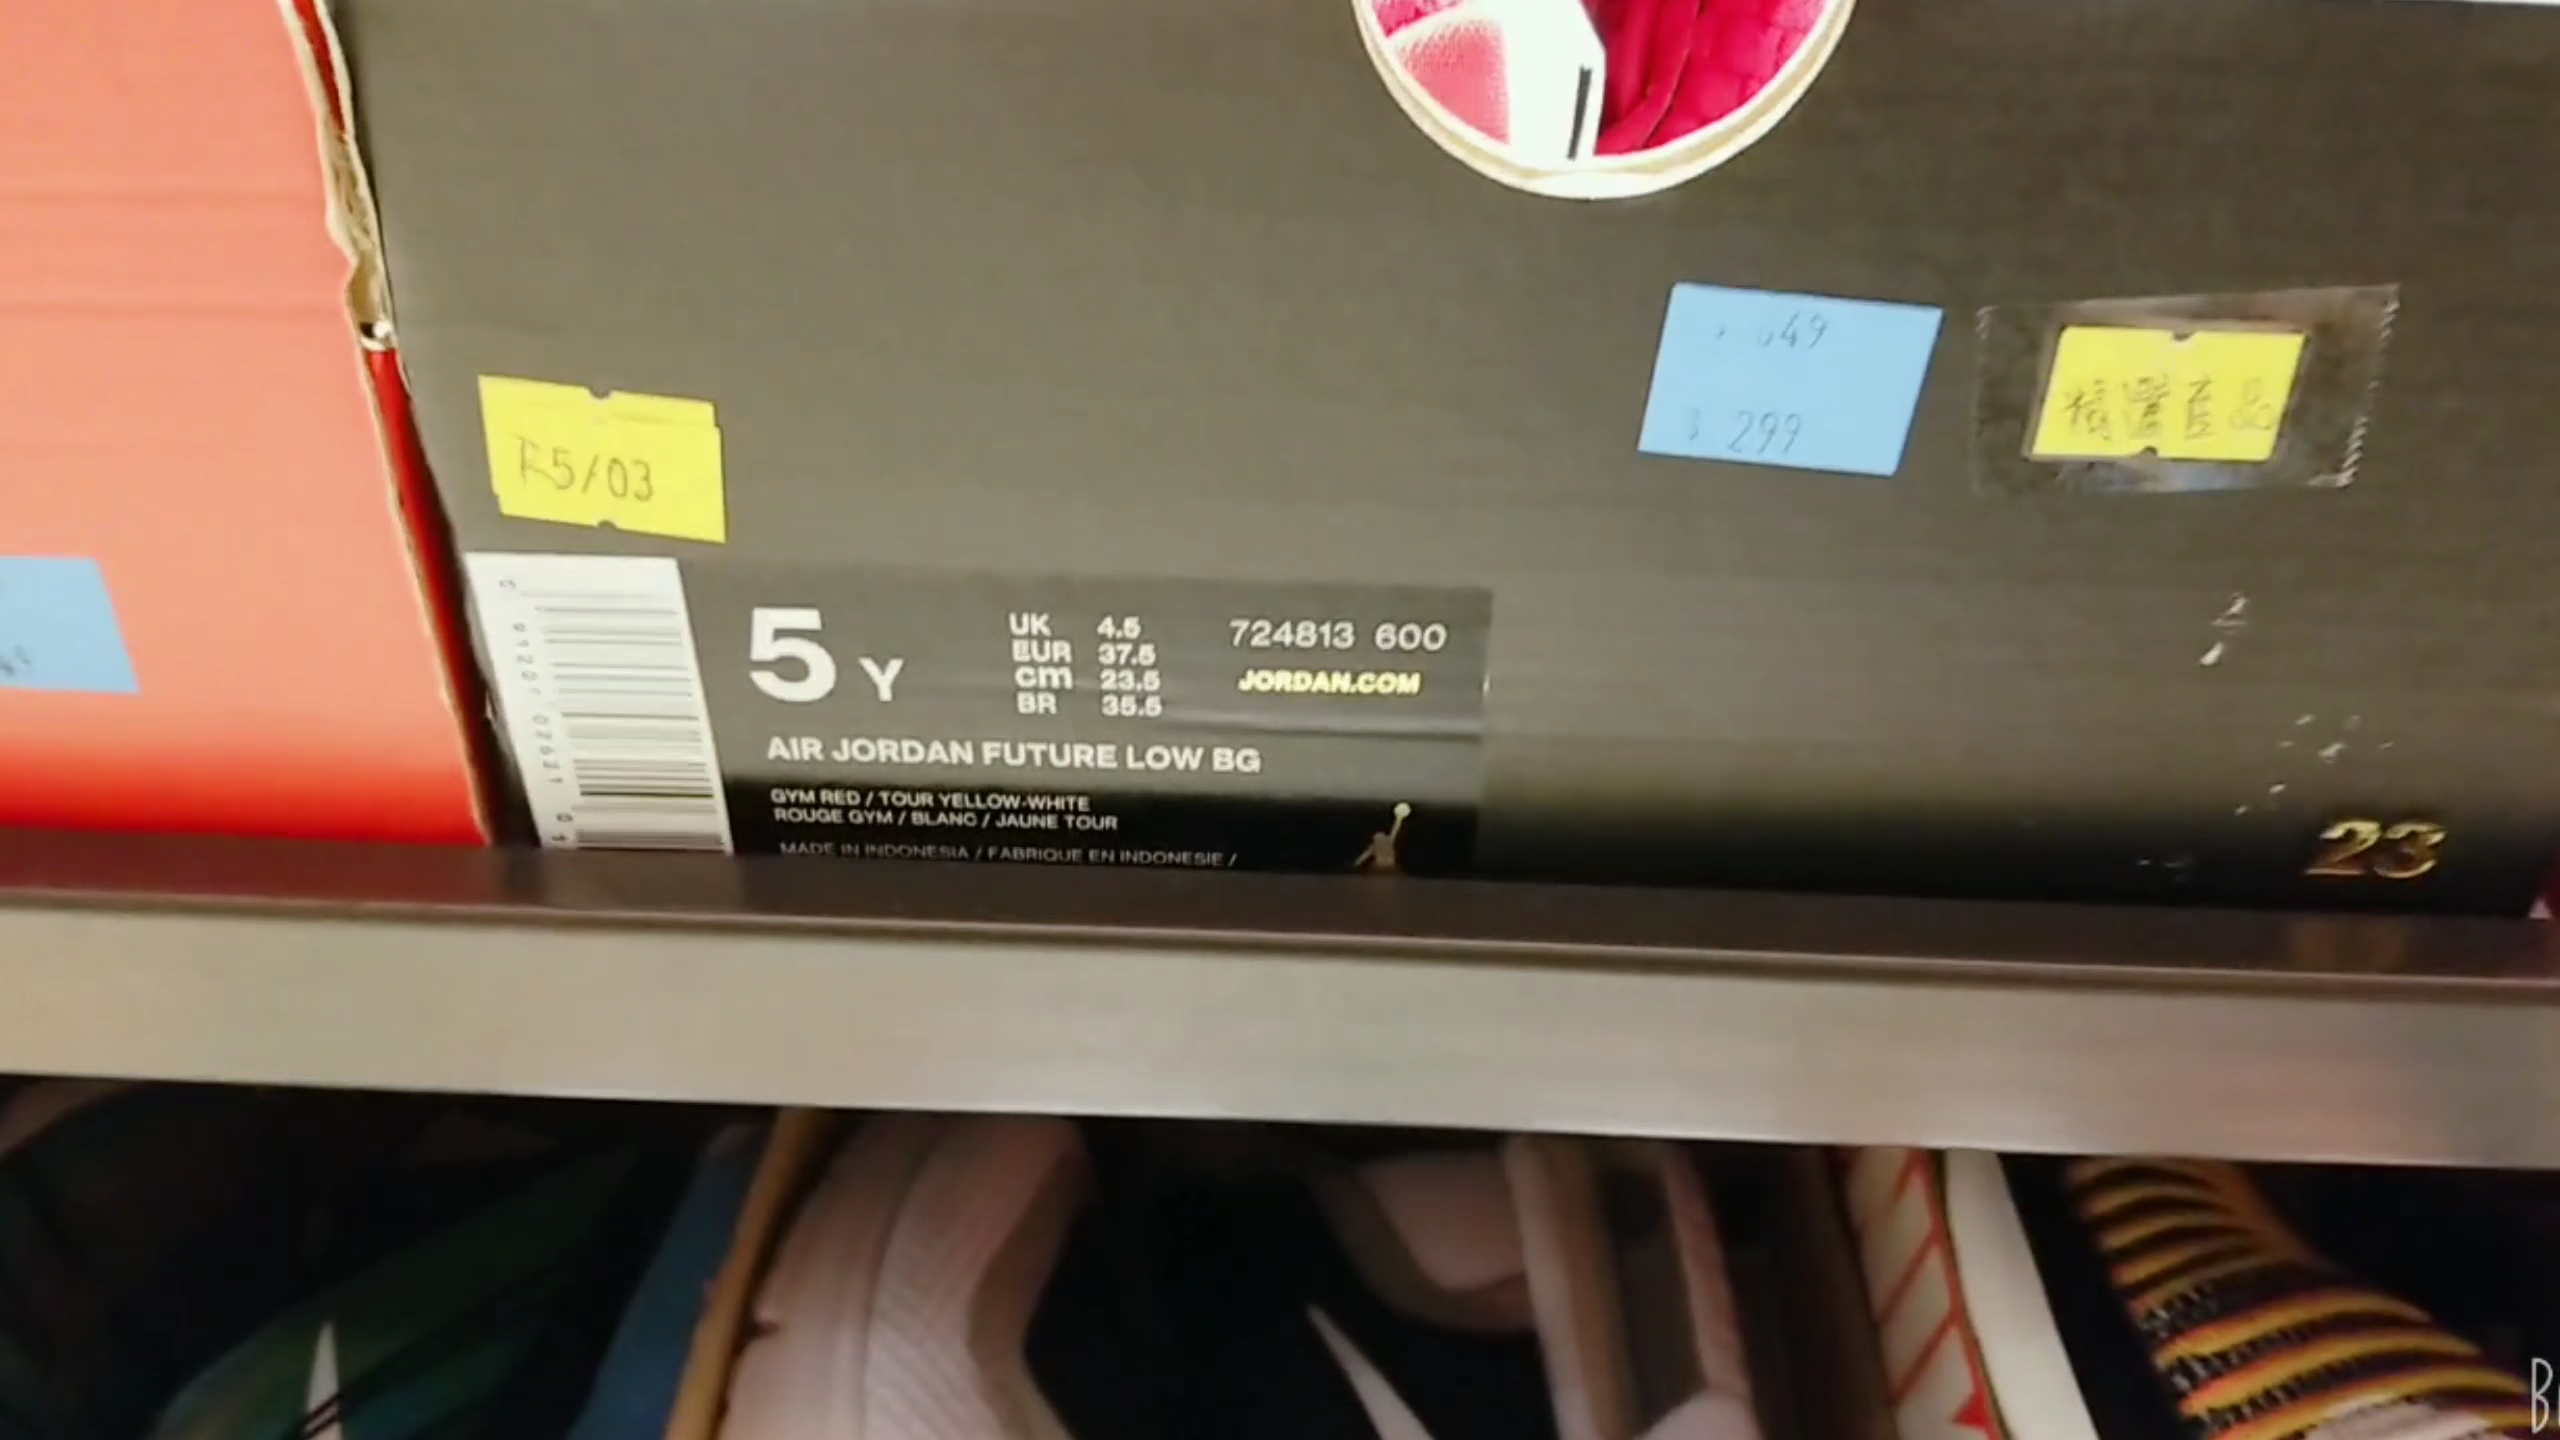 F5/03
299
5 Y
UK 4.5
EUR 37.5
cm 23.5
BR 35.5
724813 600
JORDAN.COM
AIR JORDAN FUTURE LOW BG
GYM RED / TOUR YELLOW-WHITE
ROUGE GYM / BLANC / JAUNE TOUR
MADE IN INDONESIA / FABRIQUE EN INDONESIE /
23